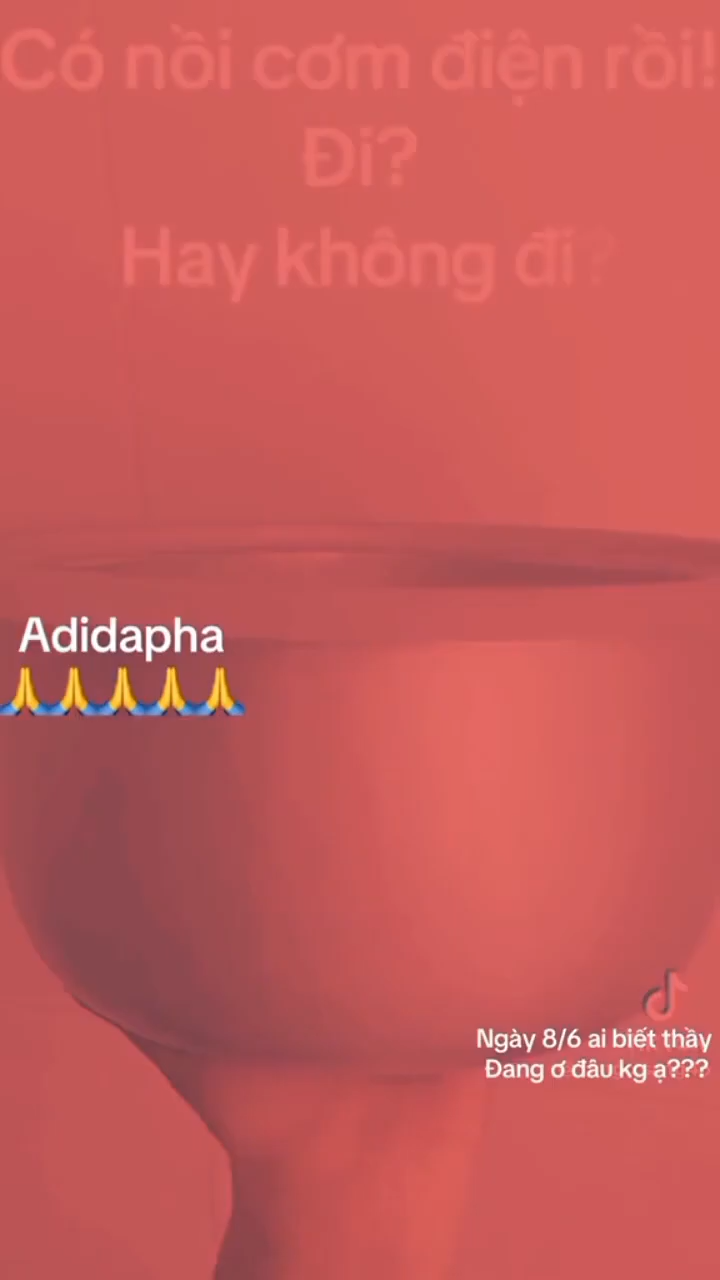 Có nồi cơm điện rồi!
Đi?
Hay không đi?
Adidapha
🙏🙏🙏🙏🙏
Ngày 8/6 ai biết thầy
Đang ơ đâu kg ạ???